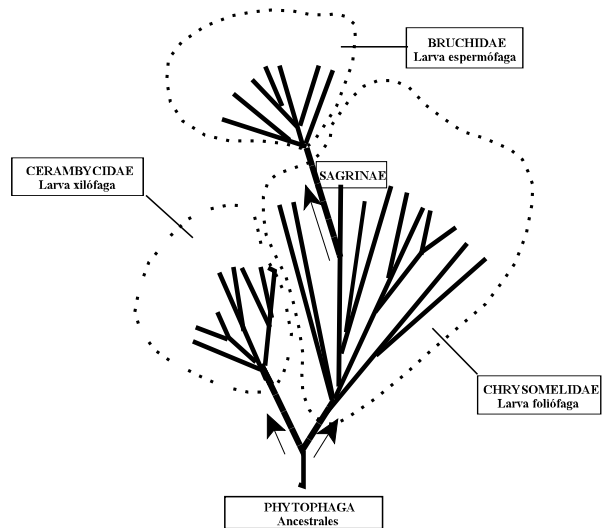 BRUCHIDAE
Larva espermófaga
CERAMBYCIDAE
Larva xilófaga
SAGRINAE
CHRYSOMELIDAE
Larva foliófaga
PHYTOPHAGA
Ancestrales